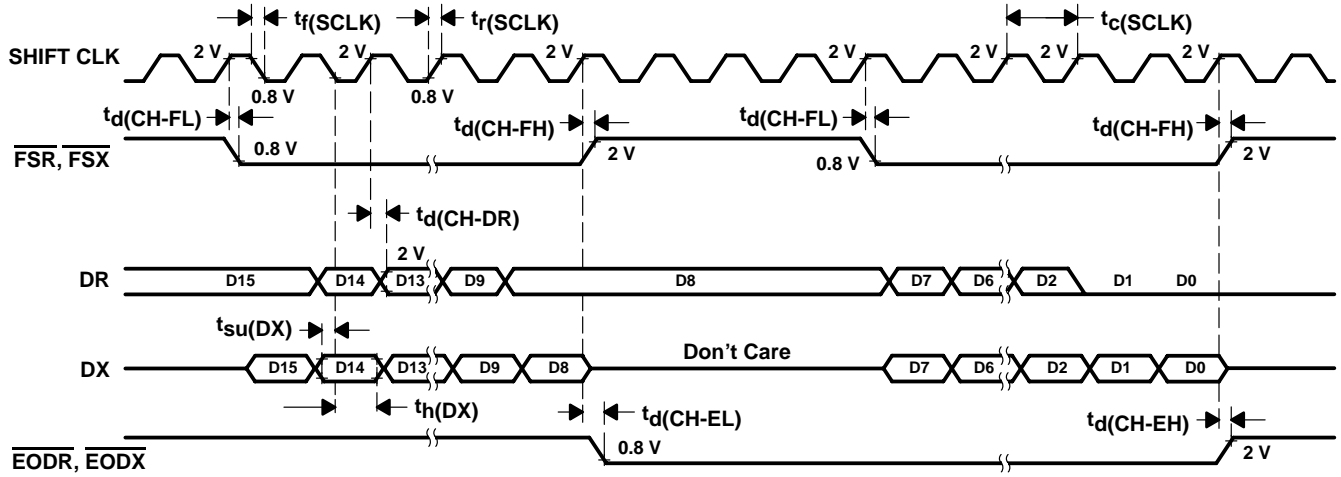 tf(SCLK) tr(SCLK) tc(SCLK)
SHIFT CLK 2 V 2 V 2 V 2 V 2 V 2 V 2 V 2 V
0.8 V 0.8 V
td(CH-FL) td(CH-FH) td(CH-FL) td(CH-FH)
FSR, FSX 0.8 V 2 V 0.8 V 2 V
td(CH-DR)
2 V
DR D15 D14 D13 D9 D8 D7 D6 D2 D1 D0
tsu(DX)
DX D15 D14 D13 D9 D8 Don't Care D7 D6 D2 D1 D0
th(DX) td(CH-EL) td(CH-EH)
EODR, EODX 0.8 V 2 V